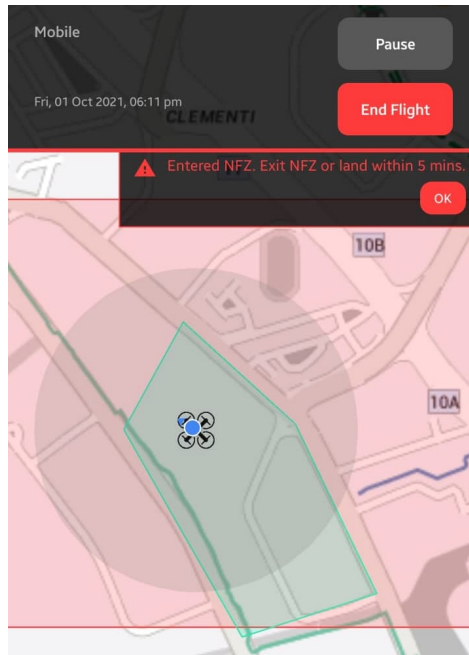 Mobile
Pause
Fri, 01 Oct 2021, 06:11 pm
End Flight
CLEMENTI
Entered NFZ. Exit NFZ or land within 5 mins.
OK
10B
10A